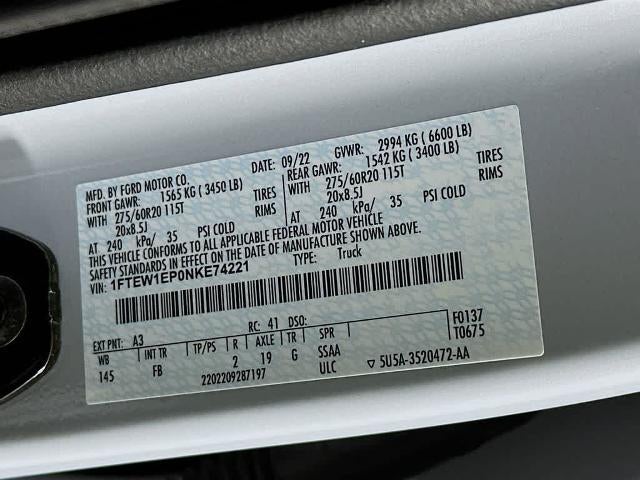 MFD. BY FORD MOTOR CO.
DATE: 09/22 GVWR: 2994 KG (6600 LB)
FRONT GAWR: 1565 KG (3450 LB) REAR GAWR: 1542 KG (3400 LB)
WITH 275/60R20 115T TIRES WITH 275/60R20 115T TIRES
20x8.5J RIMS 20x8.5J RIMS
AT 240 kPa/ 35 PSI COLD AT 240 kPa/ 35 PSI COLD
THIS VEHICLE CONFORMS TO ALL APPLICABLE FEDERAL MOTOR VEHICLE
SAFETY STANDARDS IN EFFECT ON THE DATE OF MANUFACTURE SHOWN ABOVE.
VIN: 1FTEW1EP0NKE74221 TYPE: Truck
F0137
T0675
EXT PNT: A3 RC: 41 DSO:
WB INT TR TP/PS R AXLE TR SPR
145 FB 2 19 G SSAA
ULC
2202209287197
▽ 5U5A-3520472-AA